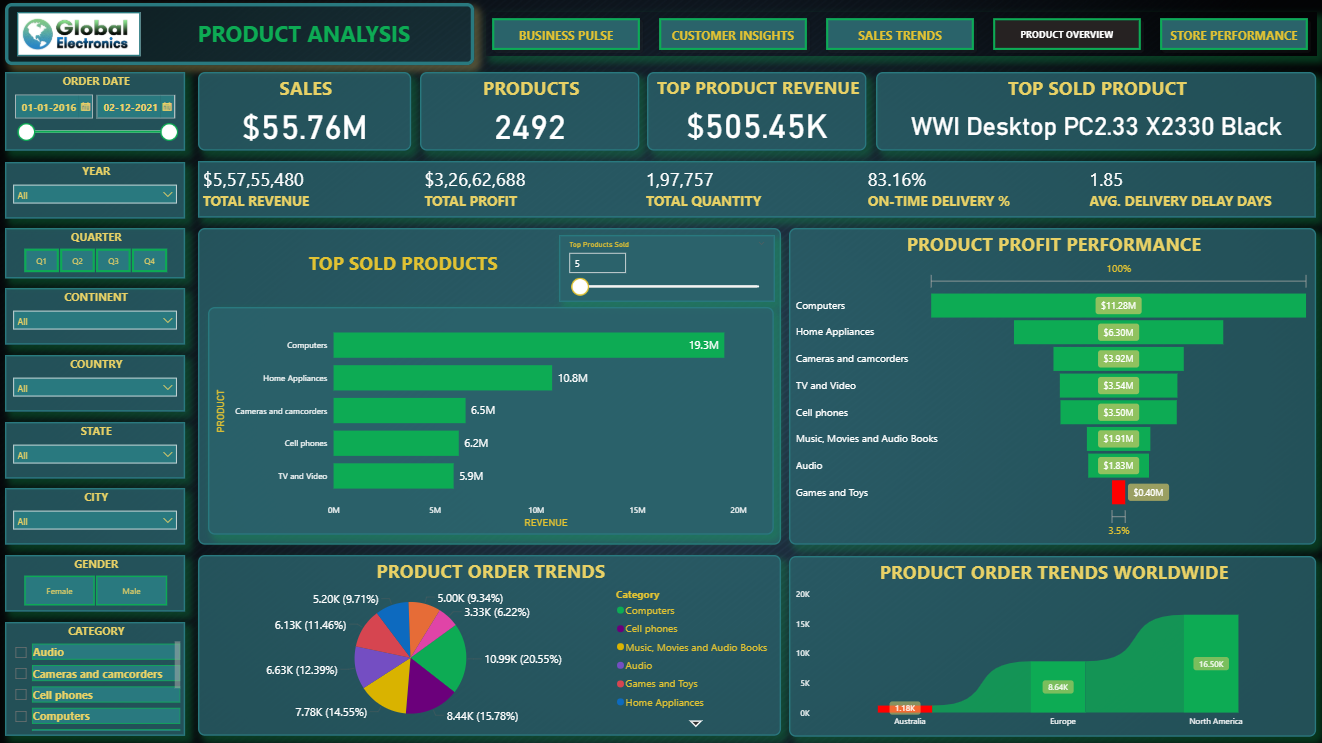 Global
Electronics
PRODUCT ANALYSIS
BUSINESS PULSE
CUSTOMER INSIGHTS
SALES TRENDS
PRODUCT OVERVIEW
STORE PERFORMANCE
ORDER DATE
01-01-2016
02-12-2021
SALES
$55.76M
PRODUCTS
2492
TOP PRODUCT REVENUE
$505.45K
TOP SOLD PRODUCT
WWI Desktop PC2.33 X2330 Black
YEAR
All
$5,57,55,480
TOTAL REVENUE
$3,26,62,688
TOTAL PROFIT
1,97,757
TOTAL QUANTITY
83.16%
ON-TIME DELIVERY %
1.85
AVG. DELIVERY DELAY DAYS
QUARTER
Q1
Q2
Q3
Q4
CONTINENT
All
COUNTRY
All
STATE
All
CITY
All
GENDER
Female
Male
CATEGORY
Audio
Cameras and camcorders
Cell phones
Computers
TOP SOLD PRODUCTS
Top Products Sold
5
PRODUCT
Computers
19.3M
Home Appliances
10.8M
Cameras and camcorders
6.5M
Cell phones
6.2M
TV and Video
5.9M
0M
5M
10M
15M
20M
REVENUE
PRODUCT PROFIT PERFORMANCE
100%
Computers
$11.28M
Home Appliances
$6.30M
Cameras and camcorders
$3.92M
TV and Video
$3.54M
Cell phones
$3.50M
Music, Movies and Audio Books
$1.91M
Audio
$1.83M
Games and Toys
$0.40M
3.5%
PRODUCT ORDER TRENDS
5.00K (9.34%)
3.33K (6.22%)
10.99K (20.55%)
8.44K (15.78%)
7.78K (14.55%)
6.63K (12.39%)
6.13K (11.46%)
5.20K (9.71%)
Category
Computers
Cell phones
Music, Movies and Audio Books
Audio
Games and Toys
Home Appliances
PRODUCT ORDER TRENDS WORLDWIDE
20K
15K
10K
5K
0K
1.18K
8.64K
16.50K
Australia
Europe
North America